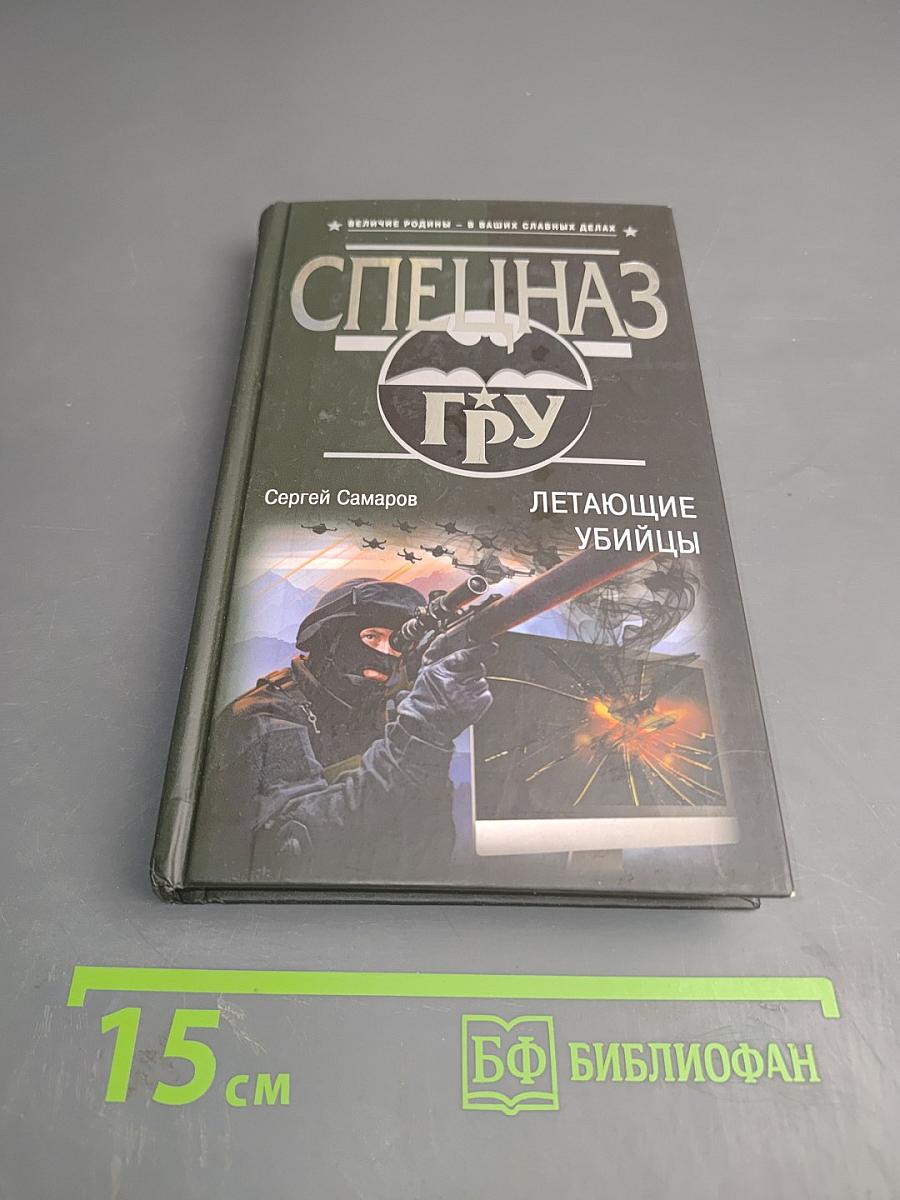 ВЕЛИЧИЕ РОДИНЫ – В ВАШИХ СЛАВНЫХ ДЕЛАХ
СПЕЦНАЗ
ГРУ
Сергей Самаров
ЛЕТАЮЩИЕ
УБИЙЦЫ
15 см
БФ БИБЛИОФАН